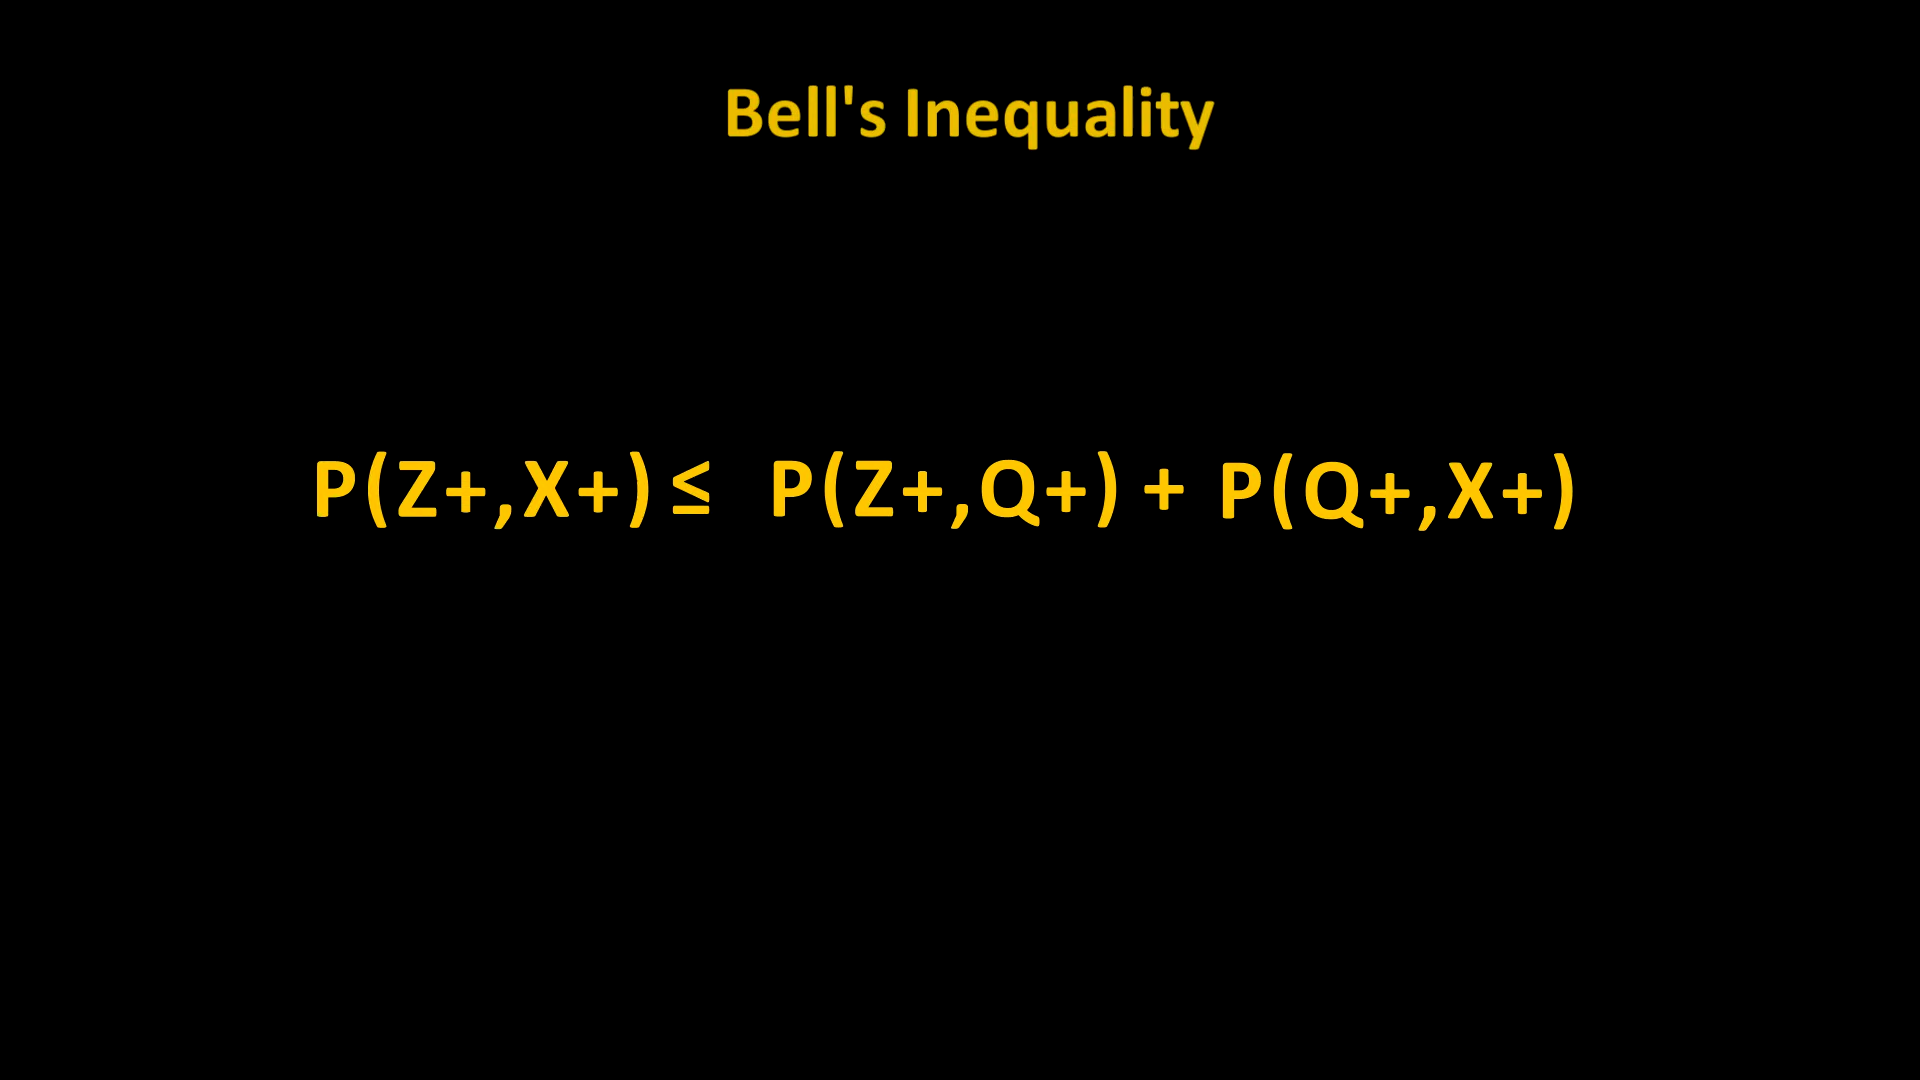 Bell's Inequality
P(Z+,X+) ≤ P(Z+,Q+) + P(Q+,X+)